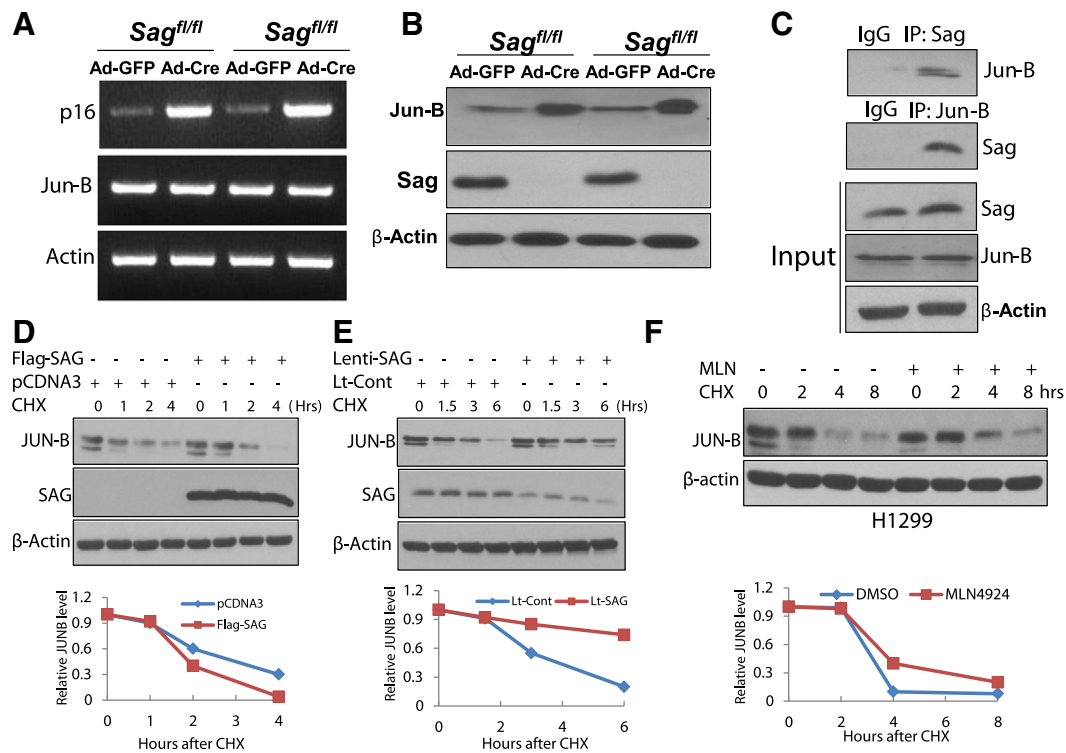 A
Sag^fl/fl Sag^fl/fl
Ad-GFP Ad-Cre Ad-GFP Ad-Cre
p16
Jun-B
Actin
B
Sag^fl/fl Sag^fl/fl
Ad-GFP Ad-Cre Ad-GFP Ad-Cre
Jun-B
Sag
β-Actin
C
IgG IP: Sag
Jun-B
IgG IP: Jun-B
Sag
Input
Sag
Jun-B
β-Actin
D
Flag-SAG - - - - + + + +
pCDNA3 + + + + - - - -
CHX 0 1 2 4 0 1 2 4 (Hrs)
JUN-B
SAG
β-Actin
Relative JUNB level
1.2
0.9
0.6
0.3
0
pCDNA3
Flag-SAG
0 1 2 3 4
Hours after CHX
E
Lenti-SAG - - - - + + + +
Lt-Cont + + + + - - - -
CHX 0 1.5 3 6 0 1.5 3 6 (Hrs)
JUN-B
SAG
β-Actin
Relative JUNB level
1.2
0.9
0.6
0.3
0
Lt-Cont Lt-SAG
0 1 2 3 4 5 6
Hours after CHX
F
MLN - - - - + + + +
CHX 0 2 4 8 0 2 4 8 hrs
JUN-B
β-actin
H1299
Relative JUNB level
1.2
0.9
0.6
0.3
0
DMSO MLN4924
0 2 4 6 8
Hours after CHX